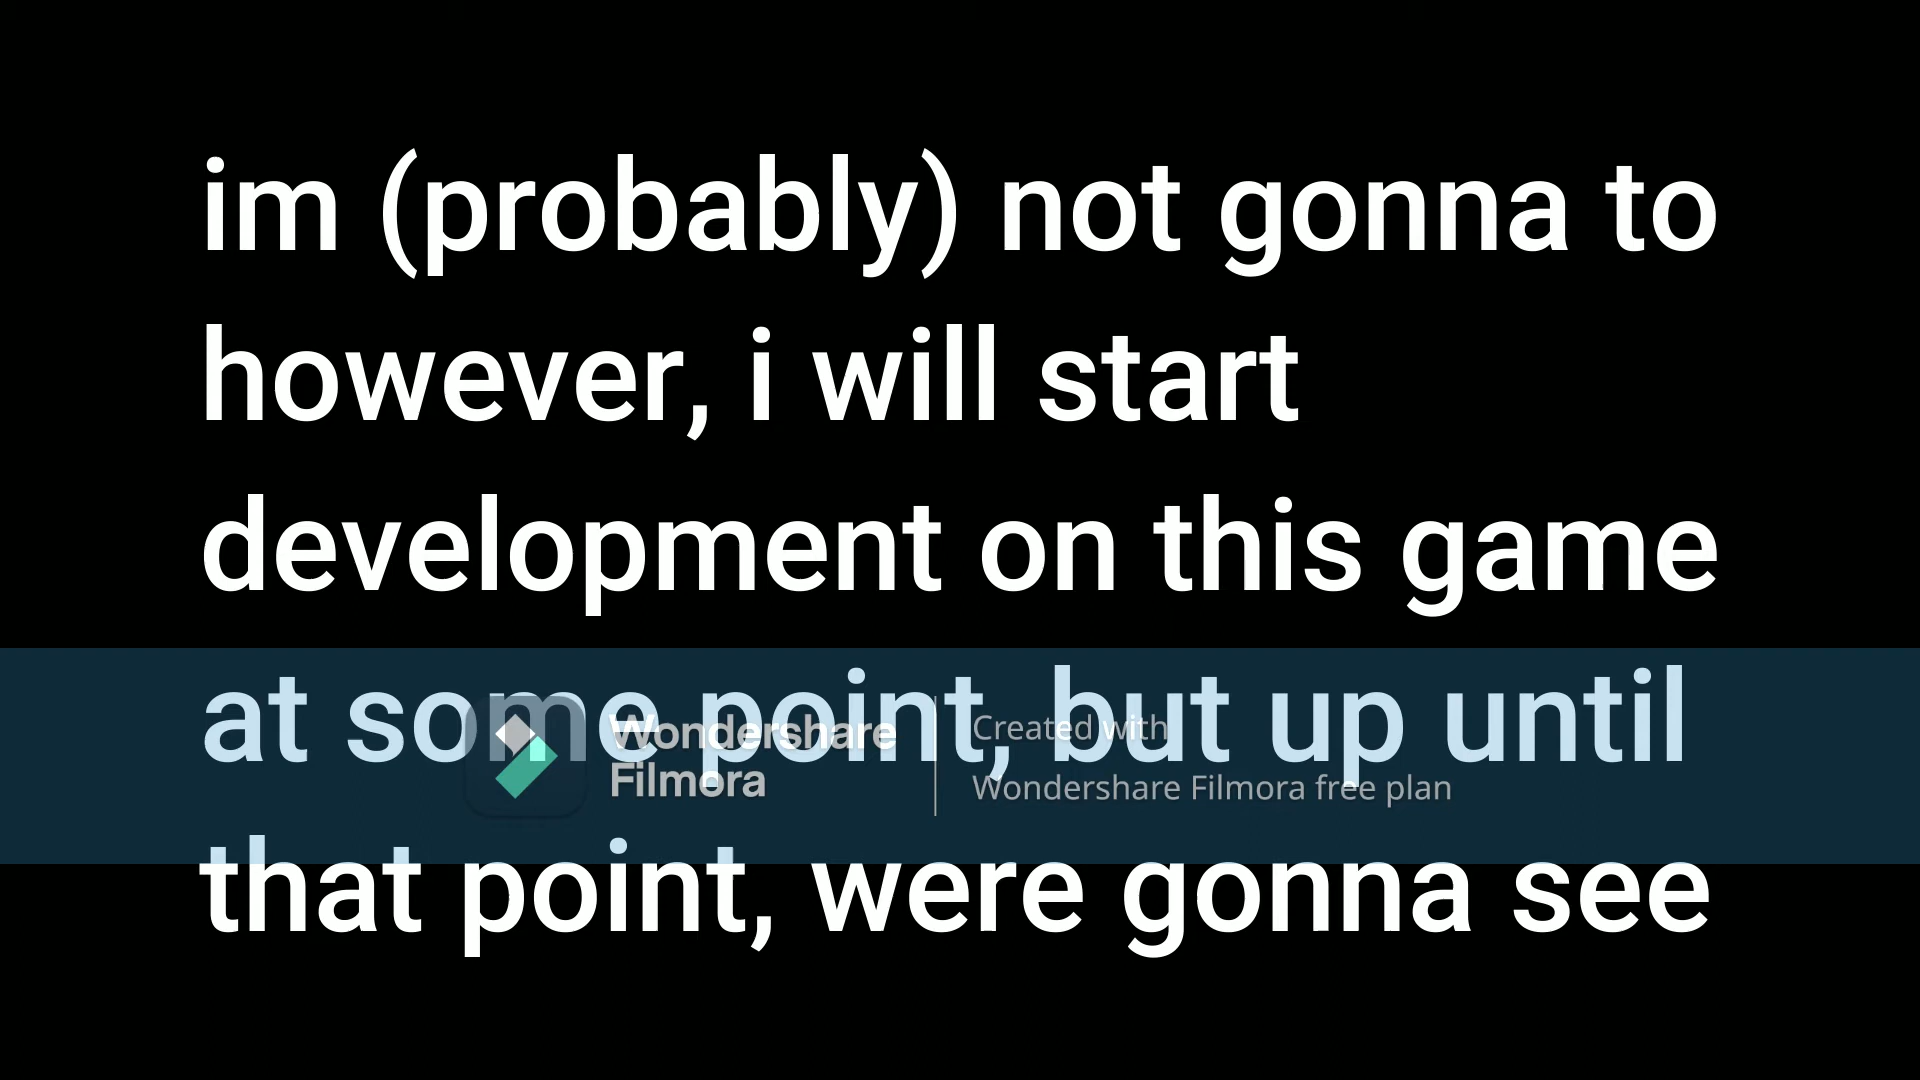 im (probably) not gonna to
however, i will start
development on this game
at some point, but up until
Wondershare
Filmora
Created with
Wondershare Filmora free plan
that point, were gonna see